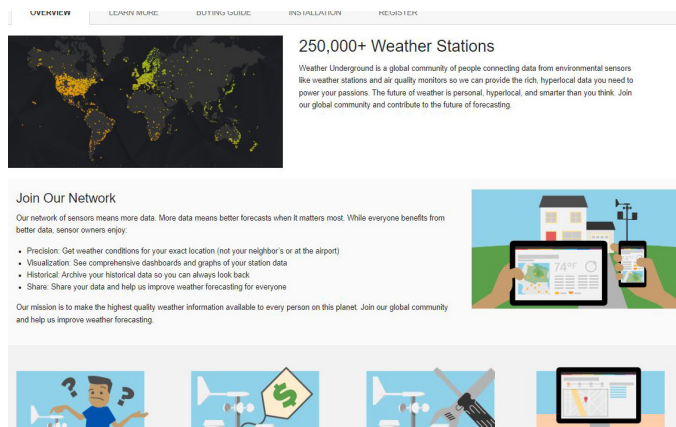 OVERVIEW LEARN MORE BUYING GUIDE INSTALLATION REGISTER
250,000+ Weather Stations
Weather Underground is a global community of people connecting data from environmental sensors
like weather stations and air quality monitors so we can provide the rich, hyperlocal data you need to
power your passions. The future of weather is personal, hyperlocal, and smarter than you think. Join
our global community and contribute to the future of forecasting.
Join Our Network
Our network of sensors means more data. More data means better forecasts when it matters most. While everyone benefits from
better data, sensor owners enjoy:
• Precision: Get weather conditions for your exact location (not your neighbor's or at the airport)
• Visualization: See comprehensive dashboards and graphs of your station data
• Historical: Archive your historical data so you can always look back
• Share: Share your data and help us improve weather forecasting for everyone
Our mission is to make the highest quality weather information available to every person on this planet. Join our global community
and help us improve weather forecasting.
74°F
? ?
$